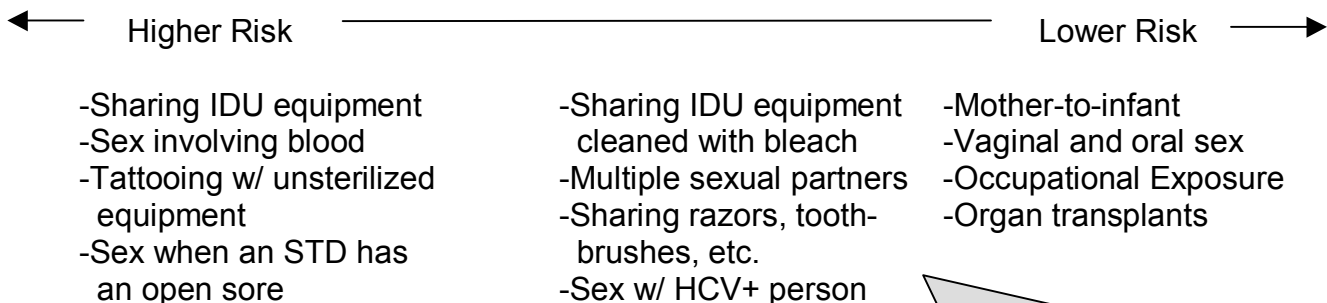 Higher Risk
Lower Risk
-Sharing IDU equipment
-Sex involving blood
-Tattooing w/ unsterilized
equipment
-Sex when an STD has
an open sore
-Sharing IDU equipment
cleaned with bleach
-Multiple sexual partners
-Sharing razors, tooth-
brushes, etc.
-Sex w/ HCV+ person
-Mother-to-infant
-Vaginal and oral sex
-Occupational Exposure
-Organ transplants